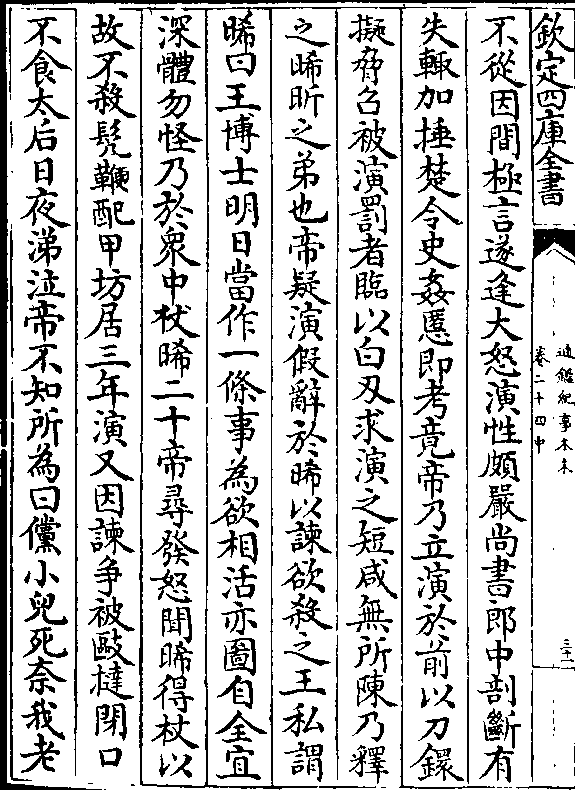 欽定四庫全書
通鑑紀事本末
卷二十四中
三十二
不從因間極言遂逢大怒演性頗嚴尚書郎中剖斷有
失輒加捶楚令史姦慝即考竟帝乃立演於前以刀鐶
擬脅召被演罰者臨以白刃求演之短咸無所陳乃釋
之晞昕之弟也帝疑演假辭於晞以諫欲殺之王私謂
晞曰王博士明日當作一條事為欲相活亦圖自全宜
深體勿怪乃於衆中杖晞二十帝尋發怒聞晞得杖以
故不殺髠鞭配甲坊居三年演又因諫争被毆撻閉口
不食太后日夜涕泣帝不知所為曰儻小兒死奈我老